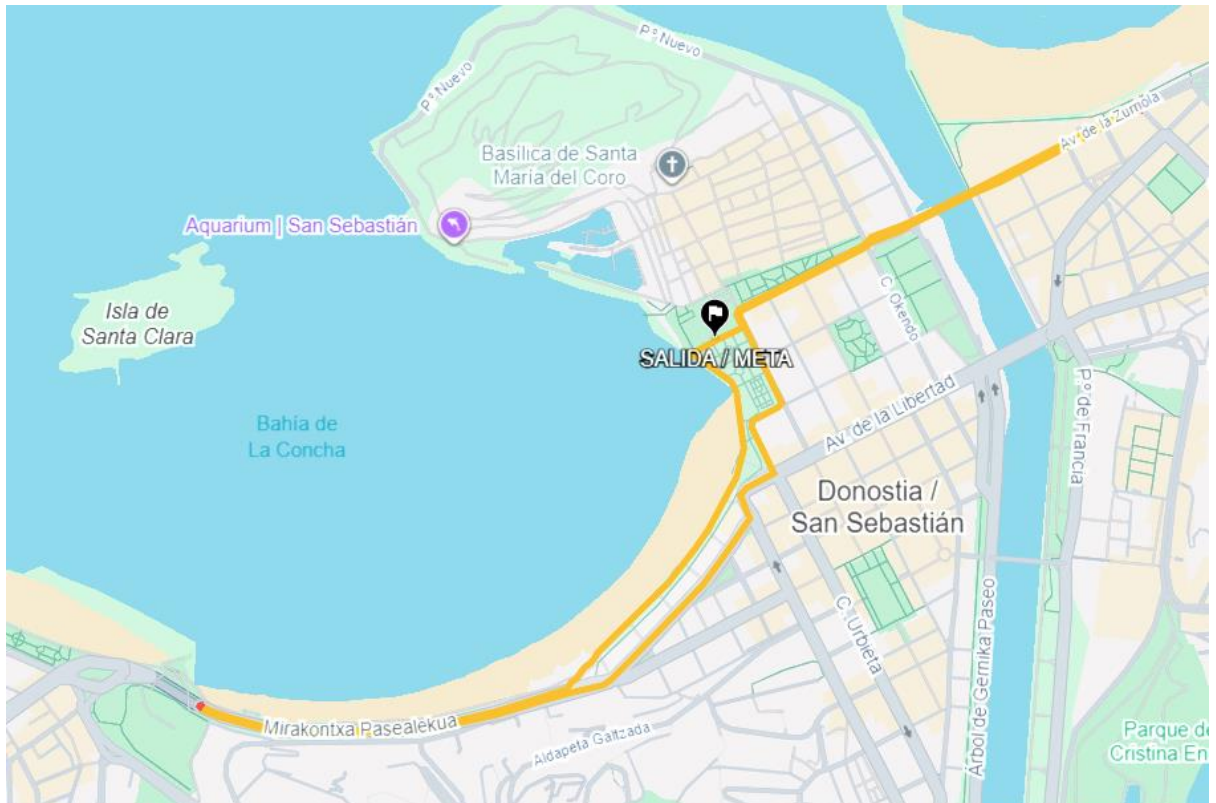 Pº Nuevo
Pº Nuevo
Basílica de Santa
María del Coro
Av. de la Zurriola
Aquarium | San Sebastián
Isla de
Santa Clara
C. Okendo
SALIDA / META
Bahía de
La Concha
Av. de la Libertad
P.º de Francia
Donostia /
San Sebastián
C. Urbieta
Árbol de Gernika Paseo
Mirakontxa Pasealekua
Aldapeta Galtzada
Parque de
Cristina En